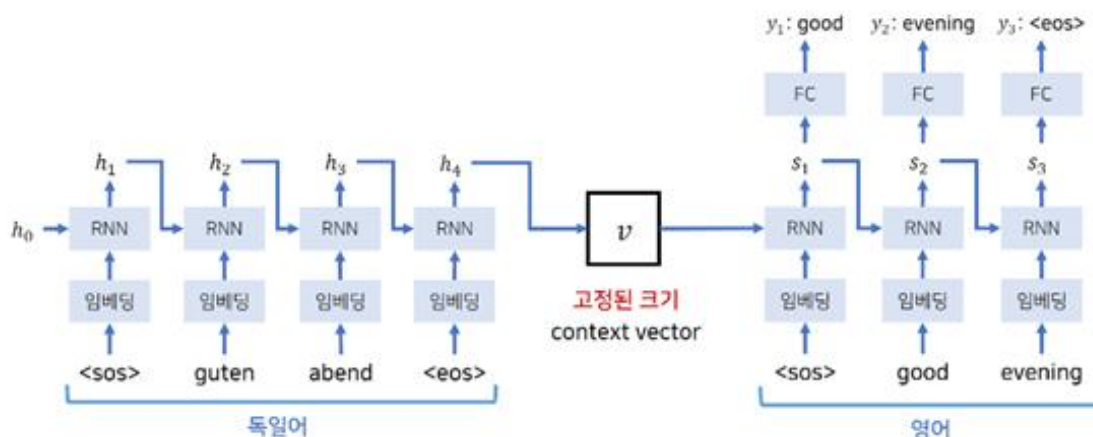 y₁: good y₂: evening y₃: <eos>
FC FC FC
h₁ h₂ h₃ h₄ s₁ s₂ s₃
h₀ RNN RNN RNN RNN v RNN RNN RNN
임베딩 임베딩 임베딩 임베딩 고정된 크기 임베딩 임베딩 임베딩
context vector
<sos> guten abend <eos> <sos> good evening
독일어 영어